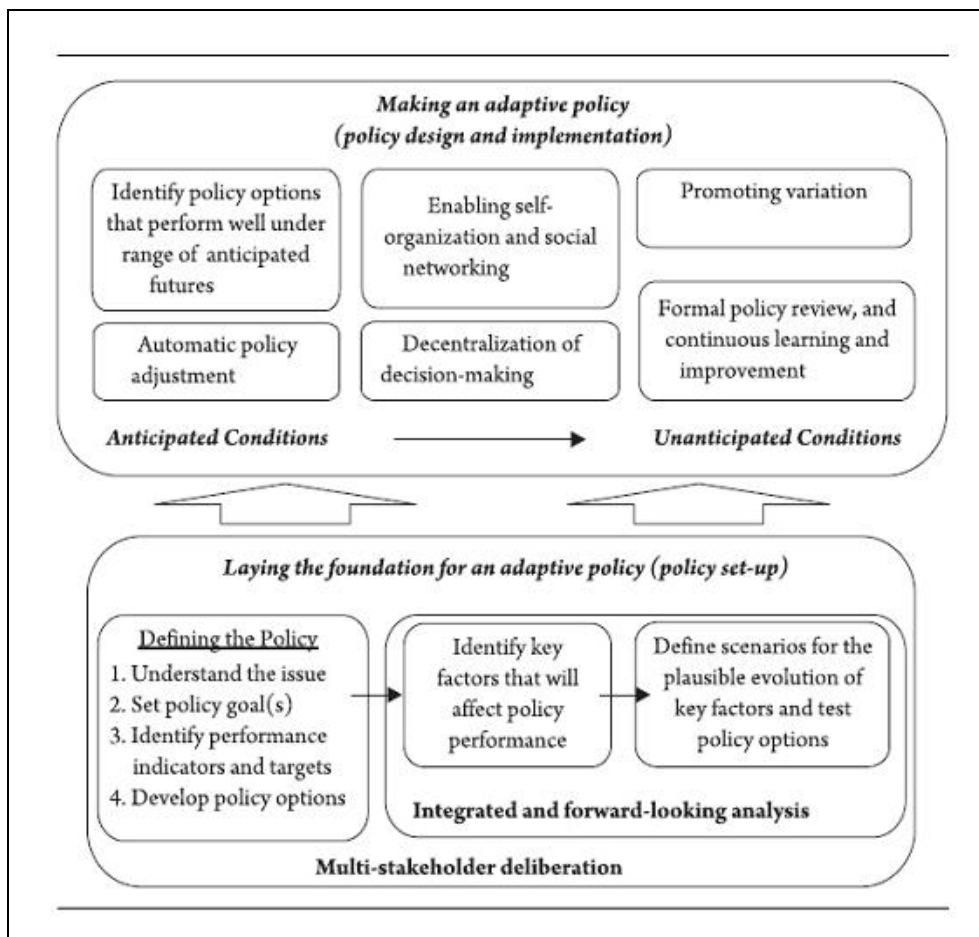 Making an adaptive policy
(policy design and implementation)
Identify policy options
that perform well under
range of anticipated
futures
Enabling self-
organization and social
networking
Promoting variation
Automatic policy
adjustment
Decentralization of
decision-making
Formal policy review, and
continuous learning and
improvement
Anticipated Conditions
Unanticipated Conditions
Laying the foundation for an adaptive policy (policy set-up)
Defining the Policy
1. Understand the issue
2. Set policy goal(s)
3. Identify performance
indicators and targets
4. Develop policy options
Identify key
factors that will
affect policy
performance
Define scenarios for the
plausible evolution of
key factors and test
policy options
Integrated and forward-looking analysis
Multi-stakeholder deliberation